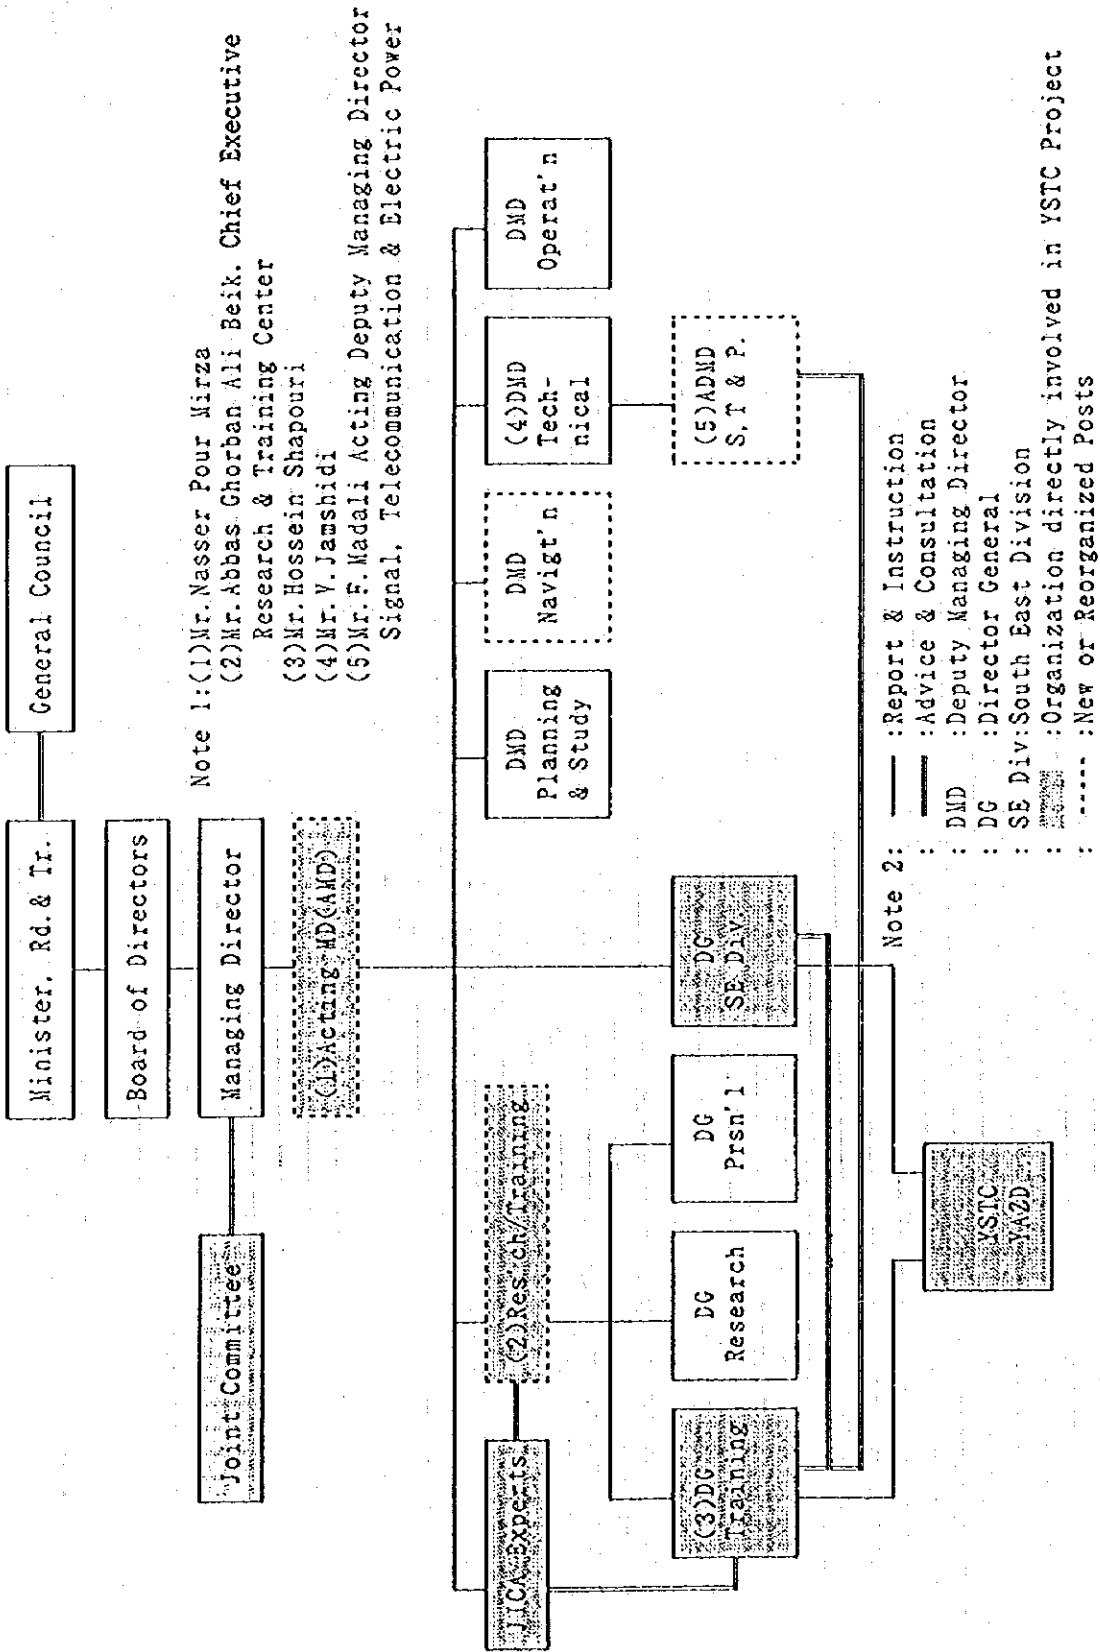 Minister, Rd.& Tr.
General Council
Board of Directors
Managing Director
Joint Committee
(1)Acting MD(AMD)
Note 1:(1)Mr.Nasser Pour Mirza
(2)Mr.Abbas Ghorban Ali Beik. Chief Executive
Research & Training Center
(3)Mr.Hossein Shapouri
(4)Mr.V.Jamshidi
(5)Mr.F.Madali Acting Deputy Managing Director
Signal, Telecommunication & Electric Power
JICA Experts
(2)Res'ch/Training
DMD
Planning
& Study
DMD
Navigt'n
(4)DMD
Tech-
nical
DMD
Operat'n
(3)DG
Training
DG
Research
DG
Prsn'l
DG
SE Div.
(5)ADMD
S,T & P.
YSTC
YAZD
Note 2: :Report & Instruction
: :Advice & Consultation
: DMD :Deputy Managing Director
: DG :Director General
: SE Div:South East Division
: :Organization directly involved in YSTC Project
: ----- :New or Reorganized Posts